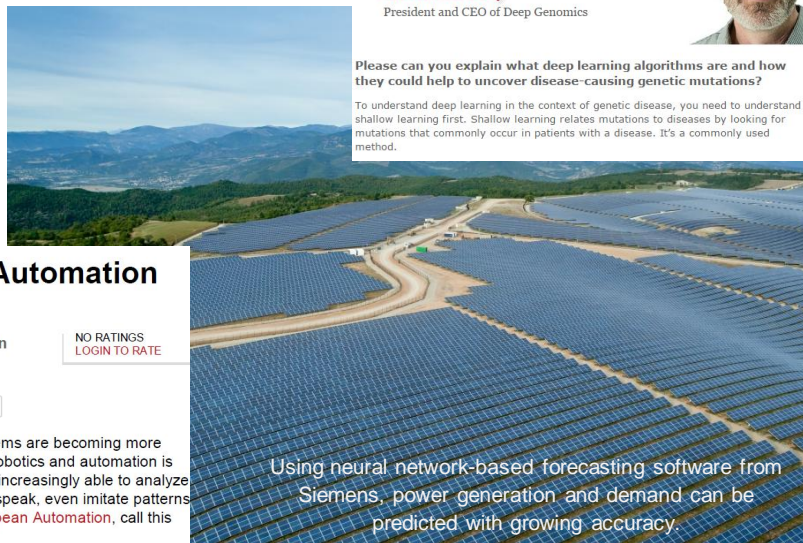 President and CEO of Deep Genomics
Please can you explain what deep learning algorithms are and how
they could help to uncover disease-causing genetic mutations?
To understand deep learning in the context of genetic disease, you need to understand
shallow learning first. Shallow learning relates mutations to diseases by looking for
mutations that commonly occur in patients with a disease. It's a commonly used
method.
Automation
NO RATINGS
LOGIN TO RATE
ms are becoming more
obotics and automation is
increasingly able to analyze
speak, even imitate patterns
pean Automation, call this
Using neural network-based forecasting software from
Siemens, power generation and demand can be
predicted with growing accuracy.